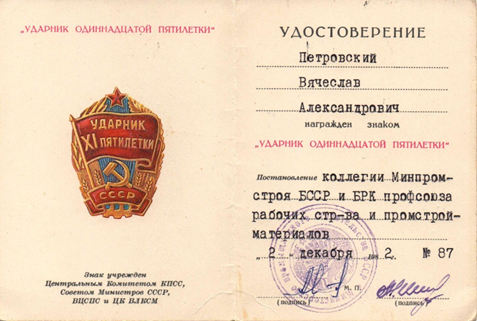 „УДАРНИК ОДИННАДЦАТОЙ ПЯТИЛЕТКИ“
УДАРНИК
XI ПЯТИЛЕТКИ
СССР
Знак учрежден
Центральным Комитетом КПСС,
Советом Министров СССР,
ВЦСПС и ЦК ВЛКСМ
УДОСТОВЕРЕНИЕ
Петровский
Вячеслав
Александрович
награжден знаком
„УДАРНИК ОДИННАДЦАТОЙ ПЯТИЛЕТКИ“
Постановление коллегии Минпром-
строя БССР и БРК профсоюза
рабочих стр-ва и промстрой-
материалов
„2 - декабря 2 г. № 87
М. П.
(подпись) (подпись)